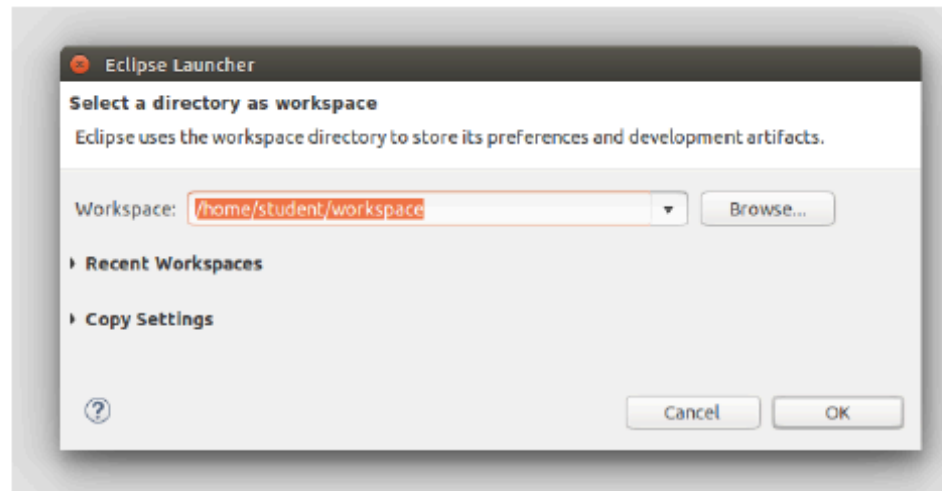 Eclipse Launcher
Select a directory as workspace
Eclipse uses the workspace directory to store its preferences and development artifacts.
Workspace: /home/student/workspace Browse...
Recent Workspaces
Copy Settings
? Cancel OK